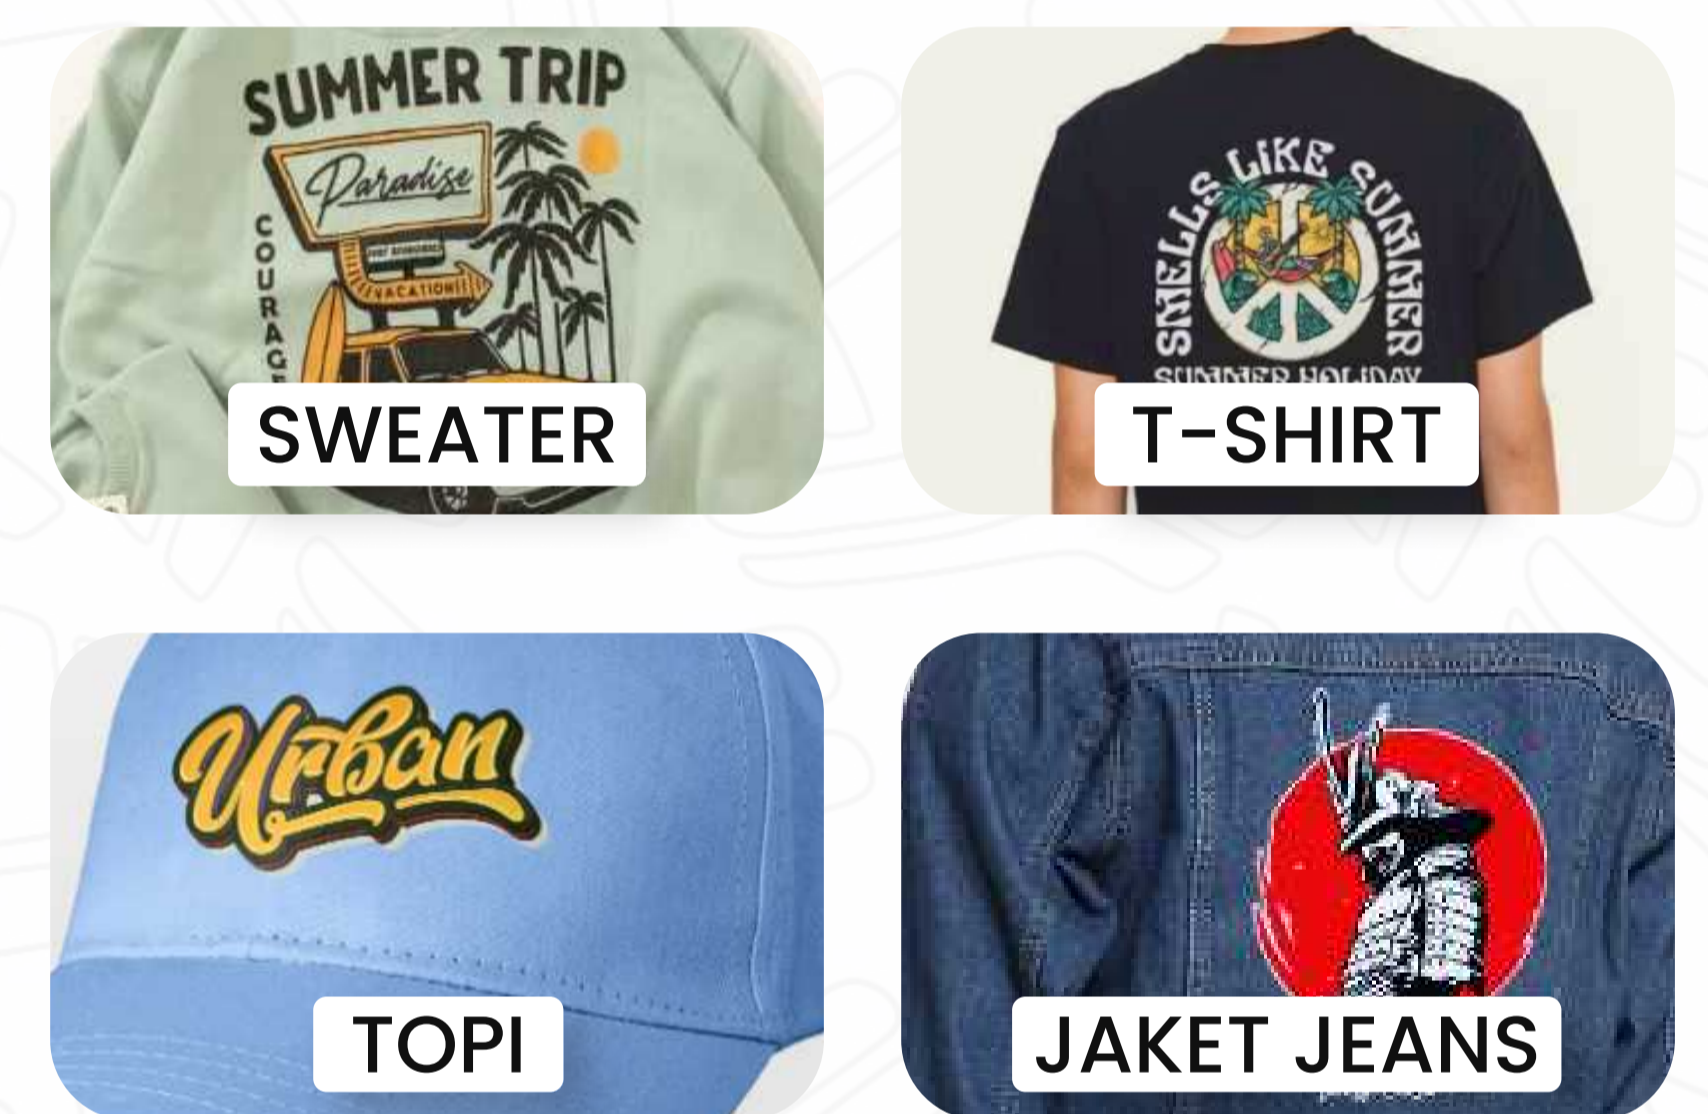 SUMMER TRIP
Paradise
COURAGE
VACATION
SWEATER
SMELLS LIKE SUMMER
SUMMER HOLIDAY
T-SHIRT
Urban
TOPI
JAKET JEANS